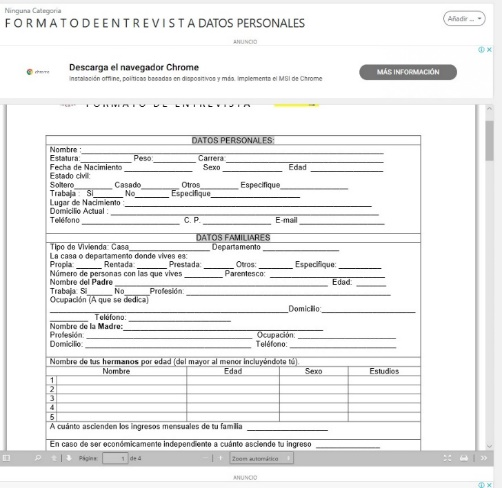 Ninguna Categoria
F O R M A T O D E E N T R E V I S T A DATOS PERSONALES
Añadir ...
ANUNCIO
chrome
Descarga el navegador Chrome
Instalación offline, políticas basadas en dispositivos y más. Implementa el MSI de Chrome
MÁS INFORMACIÓN
FORMATO DE ENTREVISTA
DATOS PERSONALES:
Nombre :
Estatura: Peso: Carrera:
Fecha de Nacimiento Sexo Edad
Estado civil:
Soltero Casado Otros Especifique
Trabaja : Si No Especifique
Lugar de Nacimiento :
Domicilio Actual :
Teléfono C. P. E-mail
DATOS FAMILIARES
Tipo de Vivienda: Casa Departamento
La casa o departamento donde vives es:
Propia: Rentada: Prestada: Otros: Especifique:
Número de personas con las que vives Parentesco:
Nombre del Padre Edad:
Trabaja: Si No Profesión:
Ocupación (A que se dedica)
Domicilio:
Teléfono:
Nombre de la Madre:
Profesión: Ocupación:
Domicilio: Teléfono:
Nombre de tus hermanos por edad (del mayor al menor incluyéndote tú).
Nombre Edad Sexo Estudios
1
2
3
4
5
A cuánto ascienden los ingresos mensuales de tu familia
En caso de ser económicamente independiente a cuánto asciende tu ingreso
Página: 1 de 4 Zoom automático
ANUNCIO